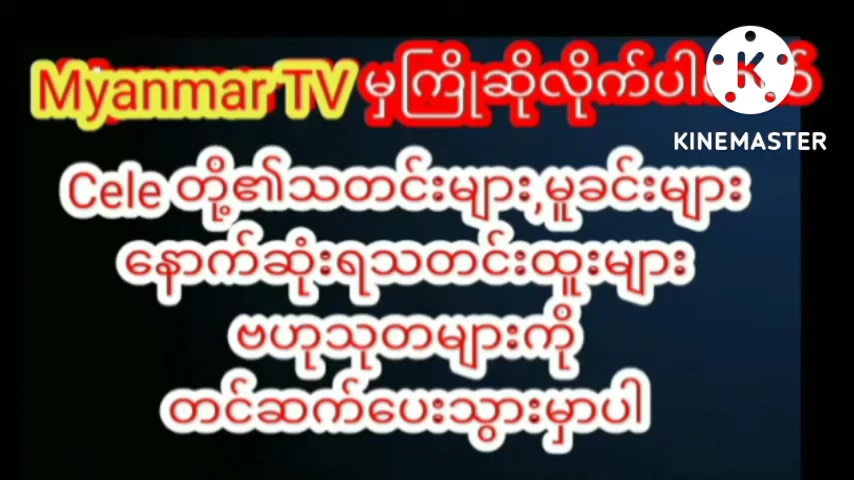 Myanmar TV မှကြိုဆိုလိုက်ပါ
KINEMASTER
Cele တို့၏သတင်းများ,မူခင်းများ
နောက်ဆုံးရသတင်းထူးများ
ဗဟုသုတများကို
တင်ဆက်ပေးသွားမှာပါ